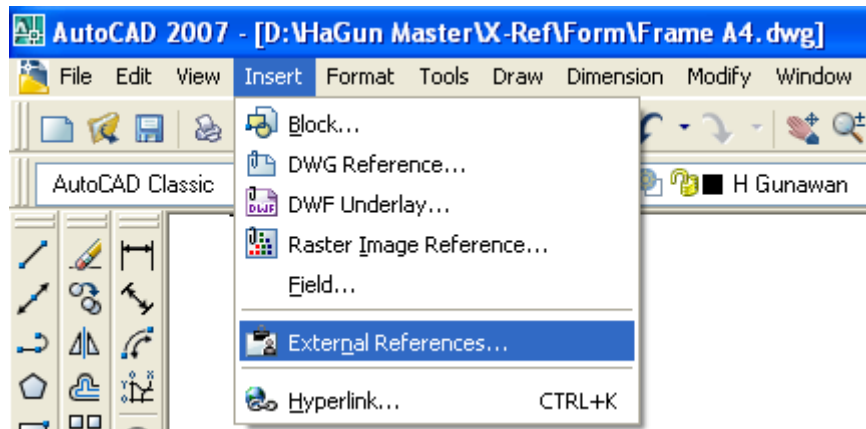 AutoCAD 2007 - [D:\HaGun Master\X-Ref\Form\Frame A4.dwg]
File Edit View Insert Format Tools Draw Dimension Modify Window
Block...
DWG Reference...
AutoCAD Classic
H Gunawan
DWF Underlay...
Raster Image Reference...
Field...
External References...
Hyperlink... CTRL+K